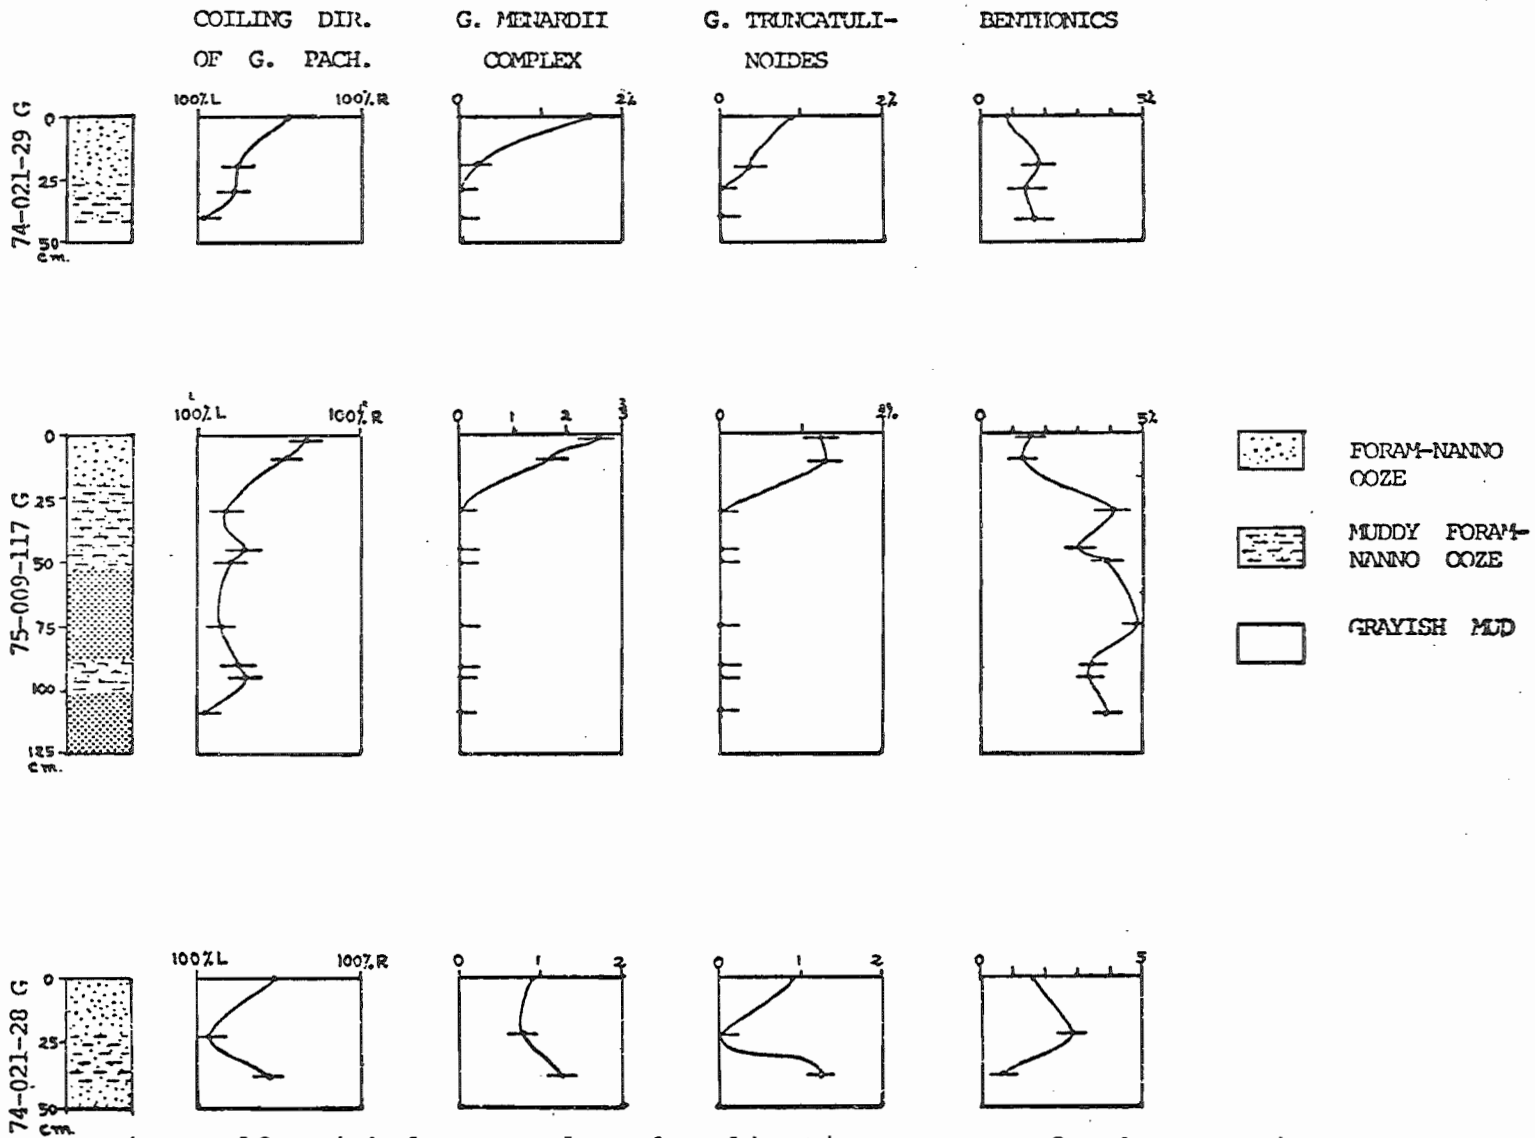 COILING DIR.
OF G. PACH.
G. MENARDII
COMPLEX
G. TRUNCATULI-
NOIDES
BENTHONICS
74-021-29 G
0
25
50
cm.
100% L 100% R
0 2%
0 2%
0 5%
75-009-117 G
0
25
50
75
100
125
cm.
100% L 100% R
0 1 2 3
0 2%
0 5%
FORAM-NANNO
OOZE
MUDDY FORAM-
NANNO OOZE
GRAYISH MUD
74-021-28 G
0
25
50
cm
100% L 100% R
0 1 2
0 1 2
0 1 2 3 5